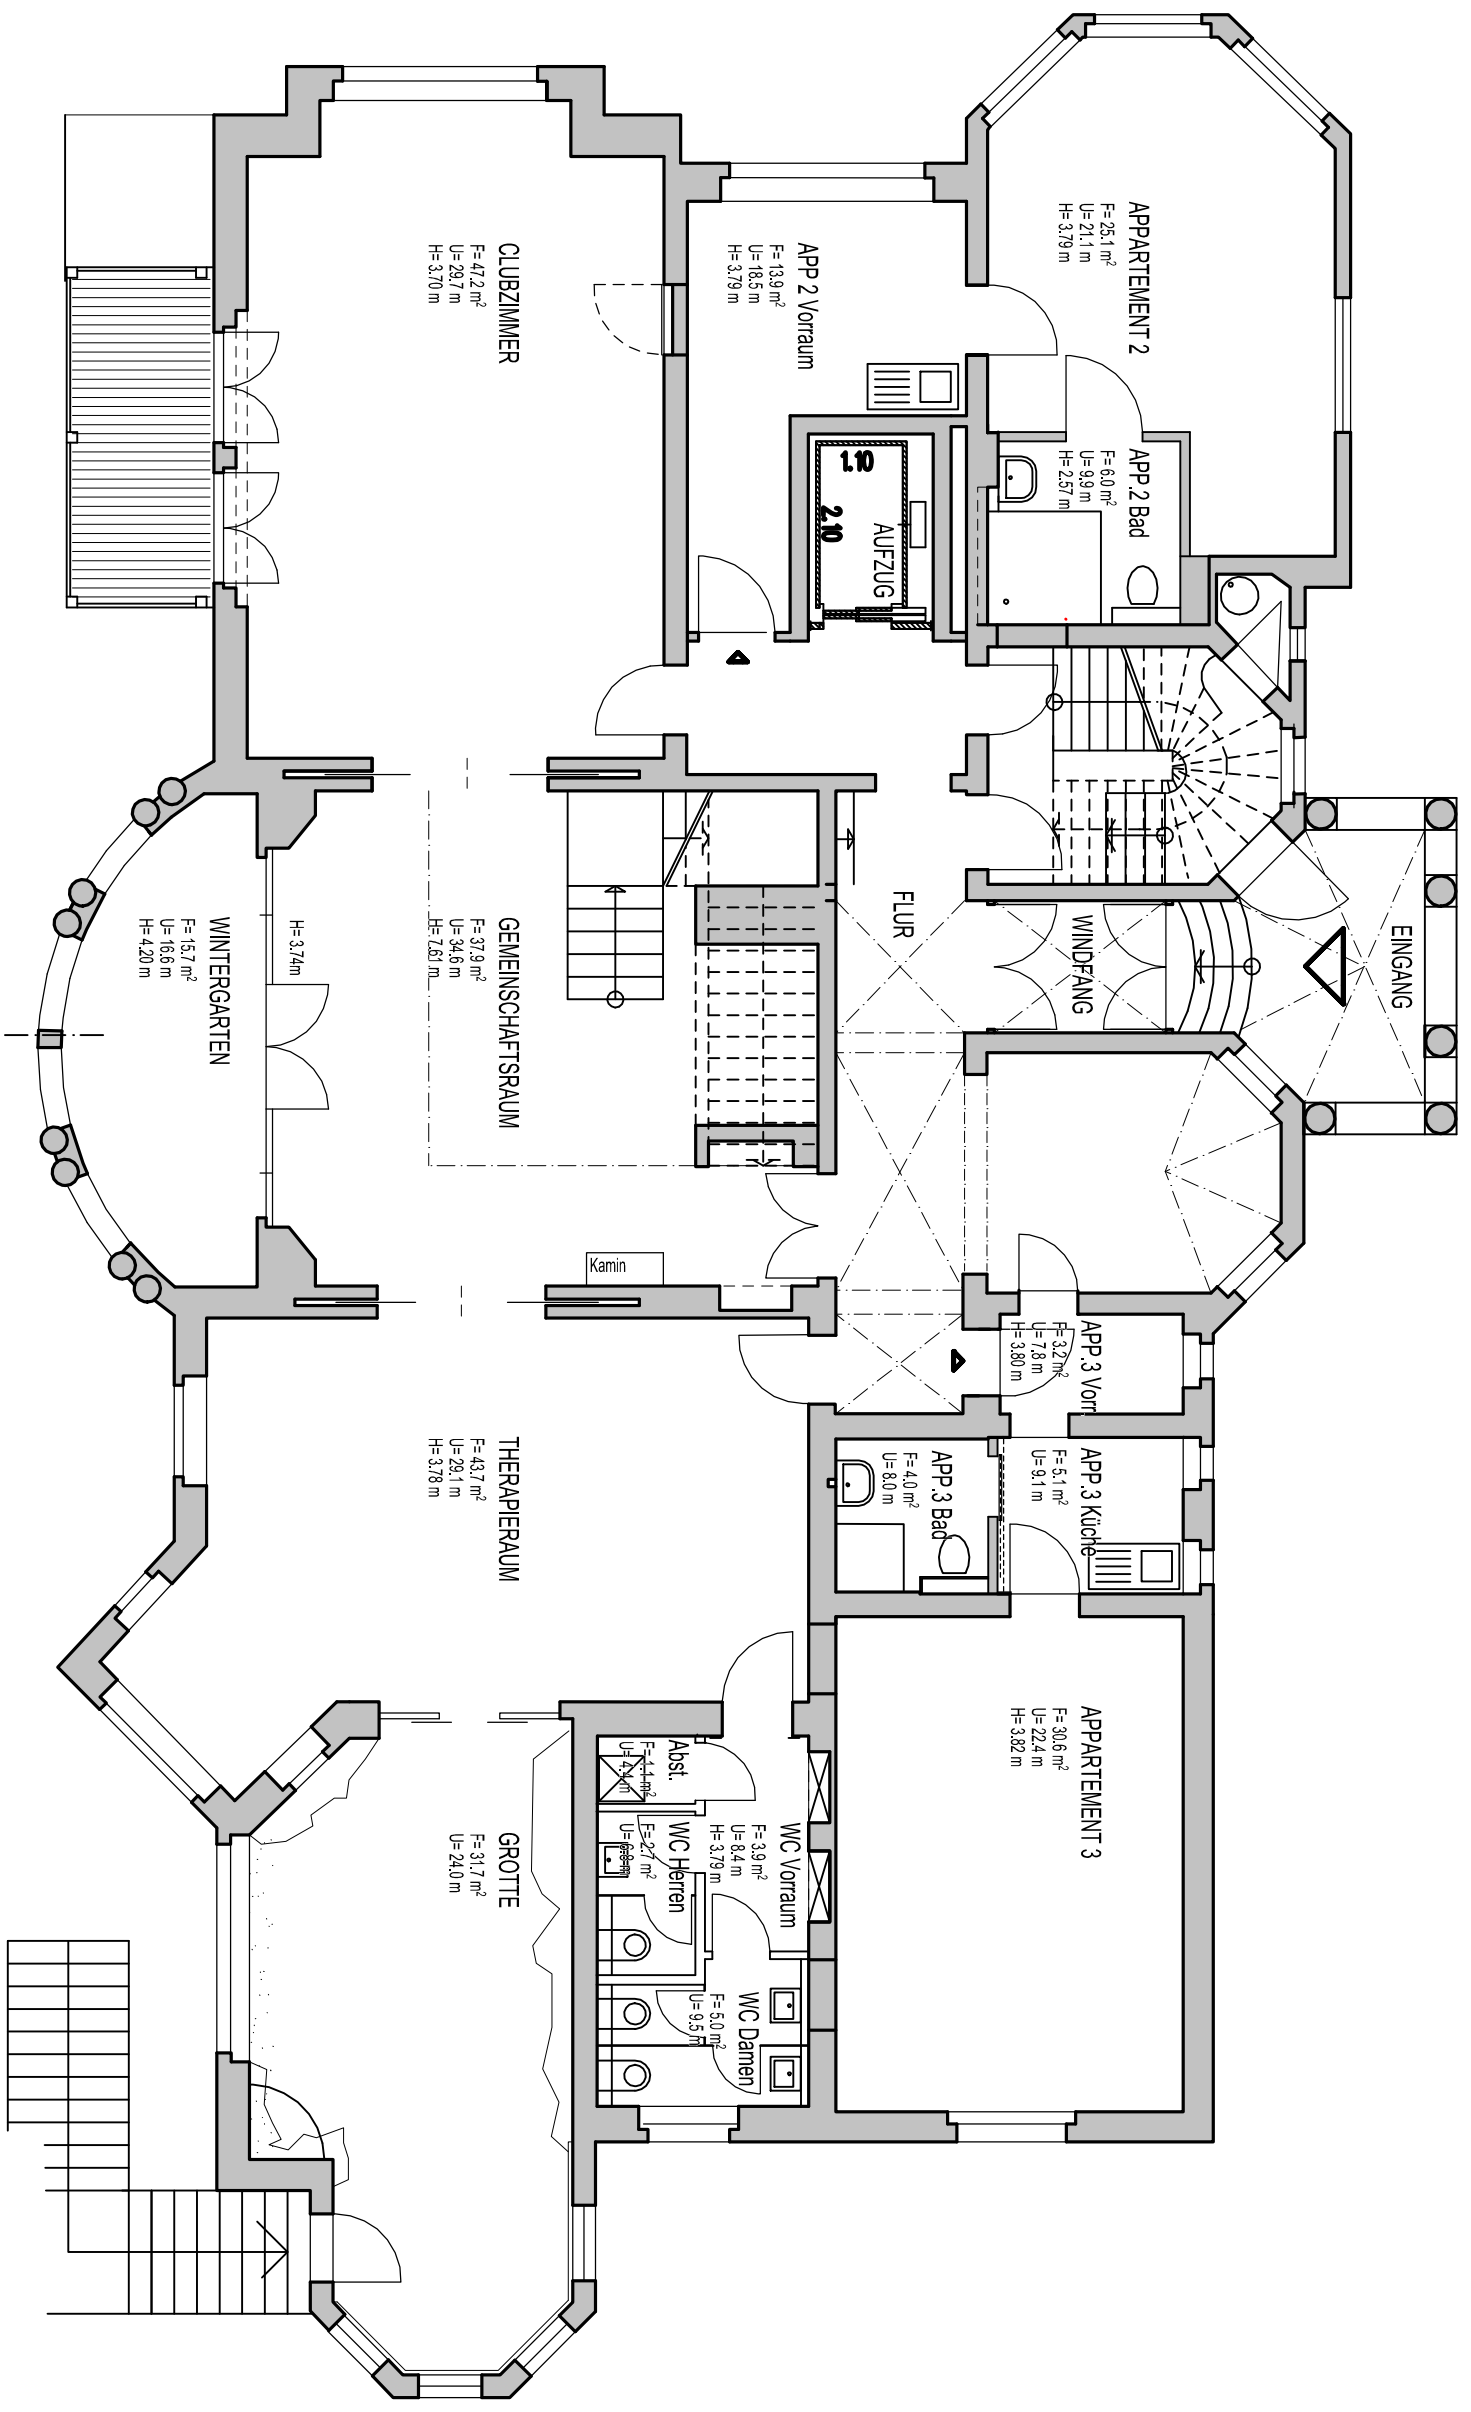 APPARTEMENT 2
F= 25.1 m²
U= 21.1 m
H= 3.79 m
APP.2 Bad
F= 6.0 m²
U= 9.9 m
H= 2.57 m
APP 2 Vorraum
F= 13.9 m²
U= 18.5 m
H= 3.79 m
AUFZUG
1.10
2.10
CLUBZIMMER
F= 47.2 m²
U= 29.7 m
H= 3.70 m
EINGANG
WINDFANG
FLUR
GEMEINSCHAFTSRAUM
F= 37.9 m²
U= 34.6 m
H= 7.61 m
H= 3.74m
WINTERGARTEN
F= 15.7 m²
U= 16.6 m
H= 4.20 m
Kamin
APP.3 Vorr
F= 3.2 m²
U= 7.8 m
H= 3.80 m
APP.3 Küche
F= 5.1 m²
U= 9.1 m
APP.3 Bad
F= 4.0 m²
U= 8.0 m
THERAPIERAUM
F= 43.7 m²
U= 29.1 m
H= 3.78 m
APPARTEMENT 3
F= 30.6 m²
U= 22.4 m
H= 3.82 m
WC Vorraum
F= 3.9 m²
U= 8.4 m
H= 3.79 m
Abst.
F= 1.1 m²
U= 4.4 m
WC Herren
F= 2.7 m²
U= 6.8 m
WC Damen
F= 5.0 m²
U= 9.5 m
GROTTE
F= 31.7 m²
U= 24.0 m